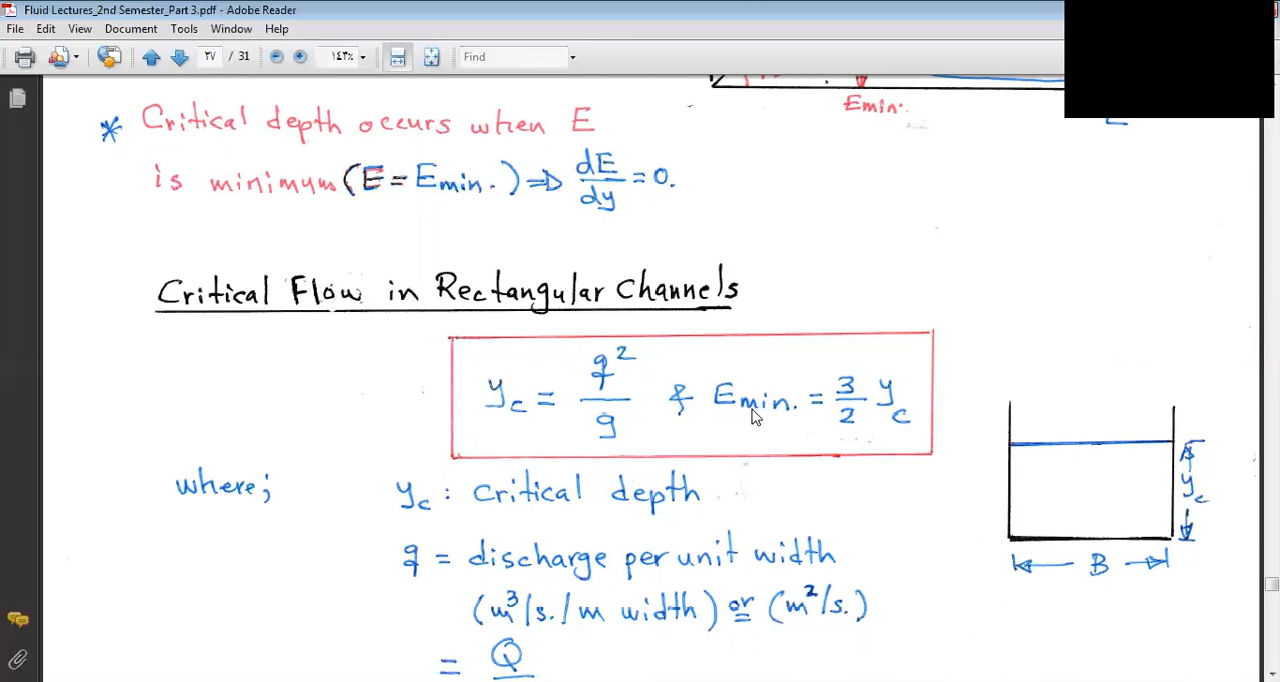 Fluid Lectures_2nd Semester_Part 3.pdf - Adobe Reader
File Edit View Document Tools Window Help
٢٧ / 31 ١٤٣% Find
Emin.
* Critical depth occurs when E
is minimum (E = Emin.) ⇒ dE/dy = 0.
Critical Flow in Rectangular Channels
yc = q²/g & Emin. = 3/2 yc
where; yc : critical depth
yc
q = discharge per unit width
B
(m³/s./m width) or (m²/s.)
= Q